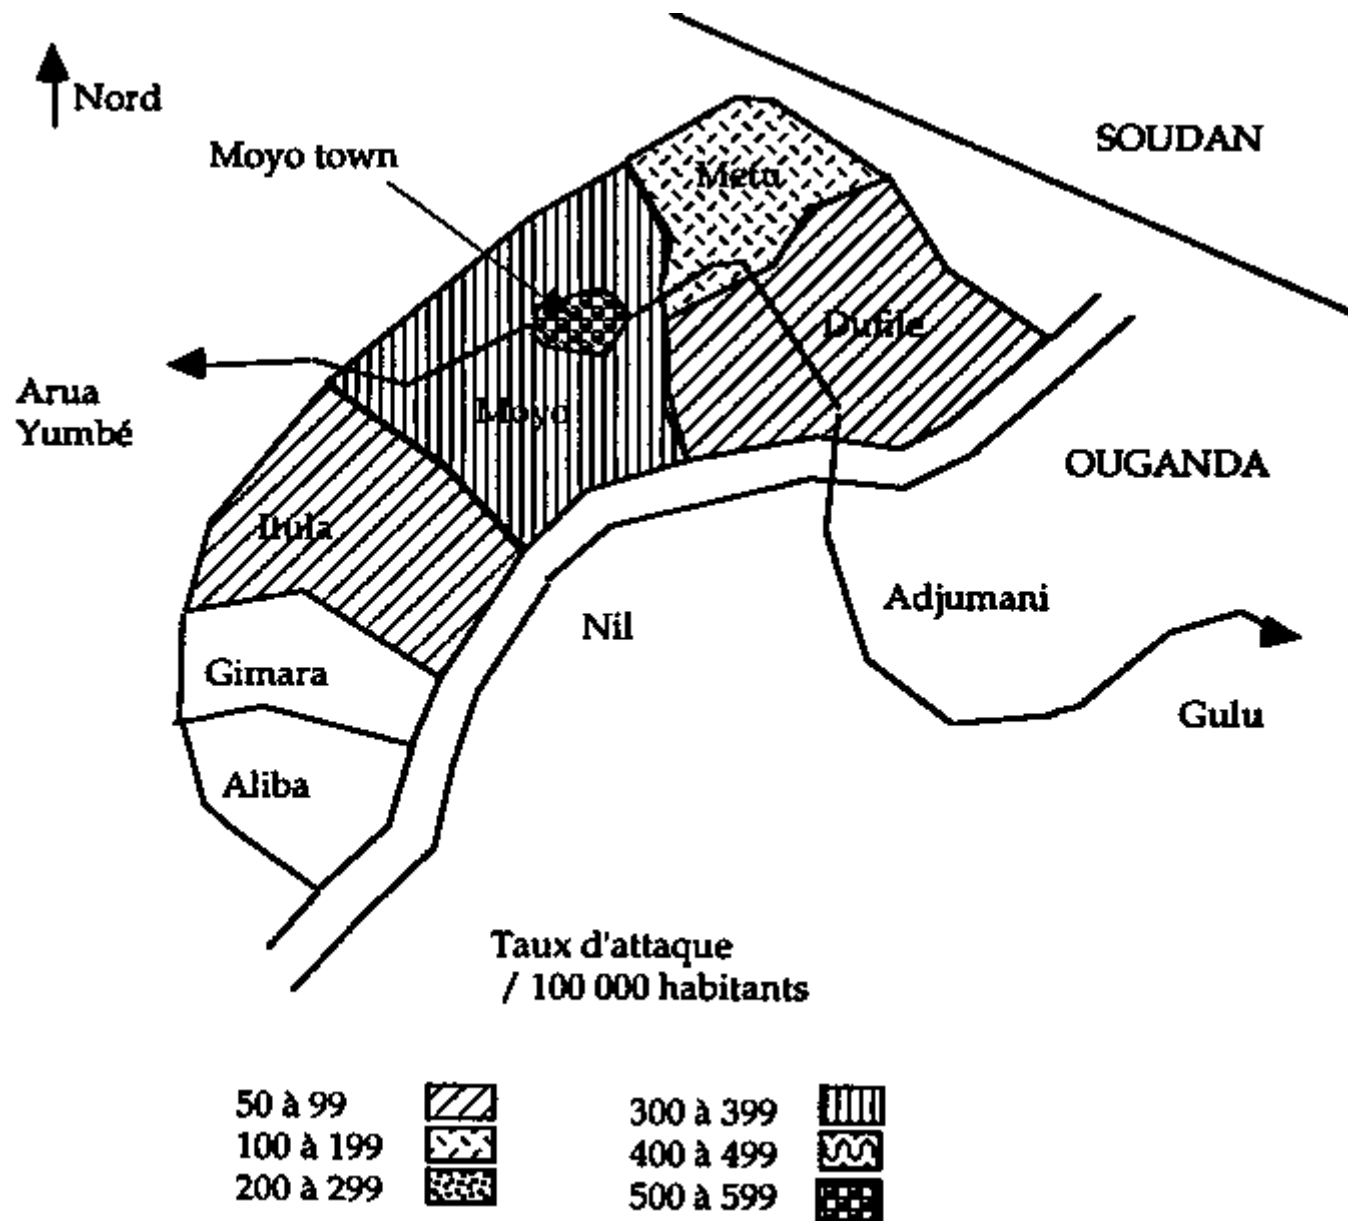 Nord
SOUDAN
Moyo town
Metu
Dufile
Arua
Yumbé
Moyo
OUGANDA
Itula
Adjumani
Nil
Gimara
Gulu
Aliba
Taux d'attaque
/ 100 000 habitants
50 à 99
100 à 199
200 à 299
300 à 399
400 à 499
500 à 599